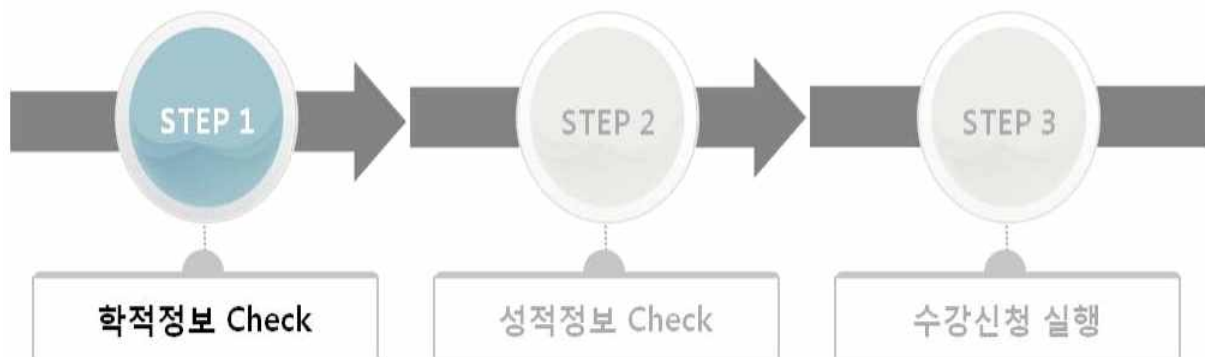 STEP 1
STEP 2
STEP 3
학적정보 Check
성적정보 Check
수강신청 실행